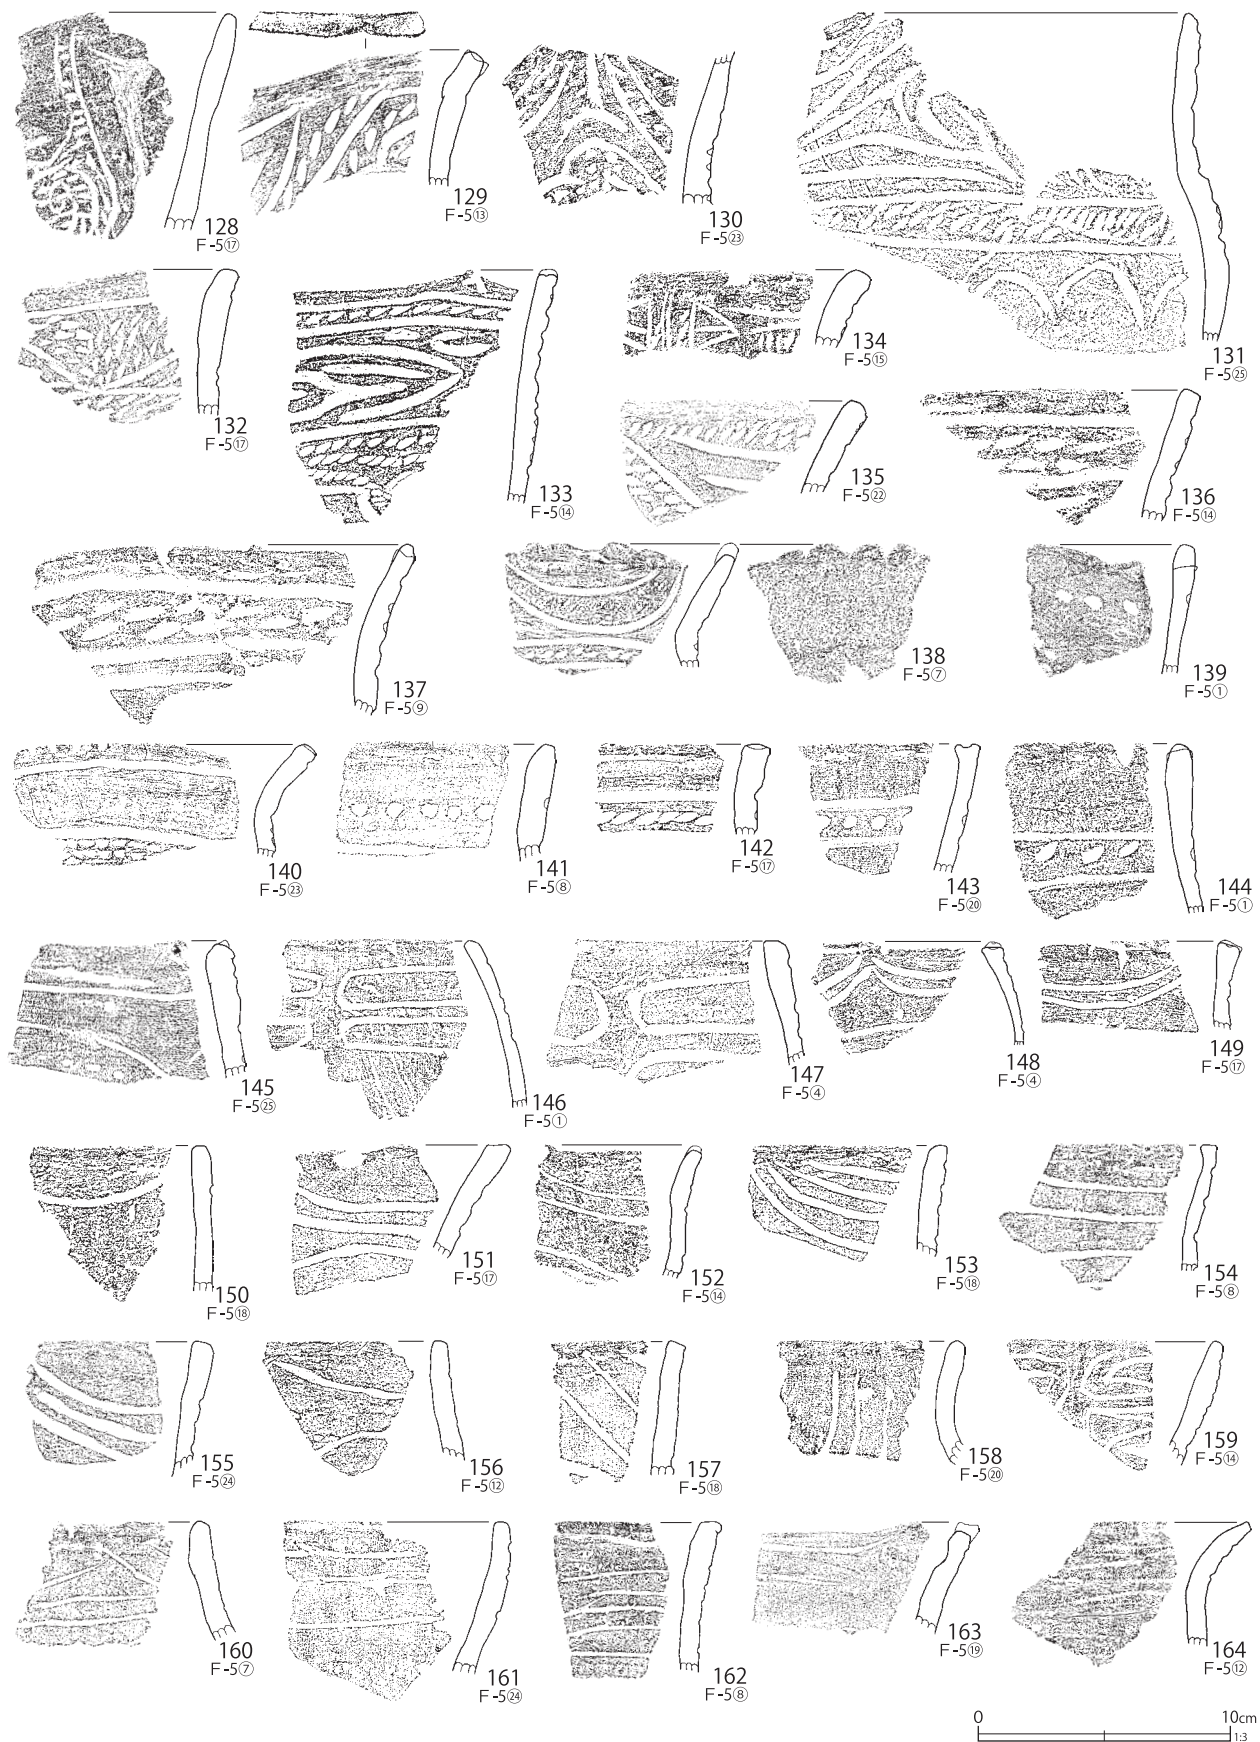 128
F-5⑰
129
F-5⑬
130
F-5㉓
131
F-5㉕
132
F-5⑰
133
F-5⑭
134
F-5⑮
135
F-5㉒
136
F-5⑭
137
F-5⑨
138
F-5⑦
139
F-5①
140
F-5㉓
141
F-5⑧
142
F-5⑰
143
F-5⑳
144
F-5①
145
F-5㉕
146
F-5①
147
F-5④
148
F-5④
149
F-5⑰
150
F-5⑱
151
F-5⑰
152
F-5⑭
153
F-5⑱
154
F-5⑧
155
F-5㉔
156
F-5⑫
157
F-5⑱
158
F-5⑳
159
F-5⑭
160
F-5⑦
161
F-5㉔
162
F-5⑧
163
F-5⑲
164
F-5⑫
0 10cm
1:3